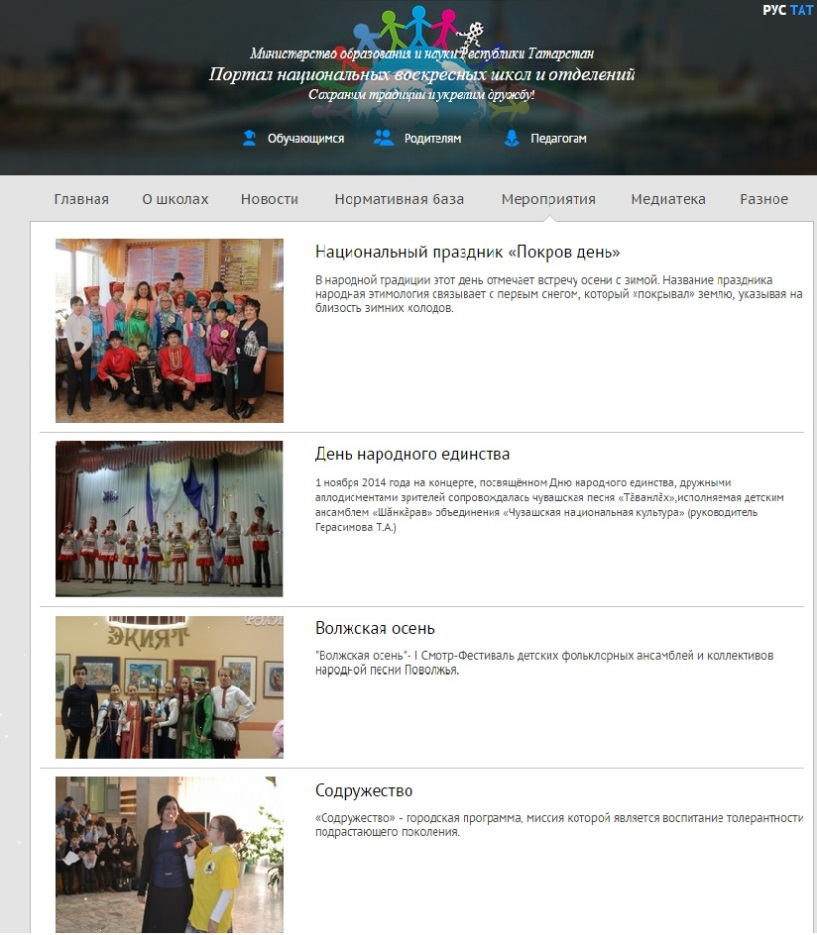 РУС ТАТ
Министерство образования и науки Республики Татарстан
Портал национальных воскресных школ и отделений
Сохраним традиции и укрепим дружбу!
Обучающимся Родителям Педагогам
Главная О школах Новости Нормативная база Мероприятия Медиатека Разное
Национальный праздник «Покров день»
В народной традиции этот день отмечает встречу осени с зимой. Название праздника
народная этимология связывает с первым снегом, который «покрывал» землю, указывая на
близость зимних холодов.
День народного единства
1 ноября 2014 года на концерте, посвящённом Дню народного единства, дружными
аплодисментами зрителей сопровождалась чувашская песня «Тăванлăх»,исполняемая детским
ансамблем «Шăнкăрав» объединения «Чувашская национальная культура» (руководитель
Герасимова Т.А.)
ӘКИЯТ
Волжская осень
"Волжская осень"- I Смотр-Фестиваль детских фольклорных ансамблей и коллективов
народной песни Поволжья.
Содружество
«Содружество» - городская программа, миссия которой является воспитание толерантности
подрастающего поколения.